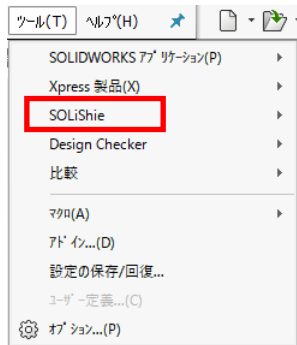 ツール(T) ヘルプ(H)
SOLIDWORKS アプリケーション(P)
Xpress 製品(X)
SOLiShie
Design Checker
比較
マクロ(A)
アドイン...(D)
設定の保存/回復...
ユーザー定義...(C)
オプション...(P)